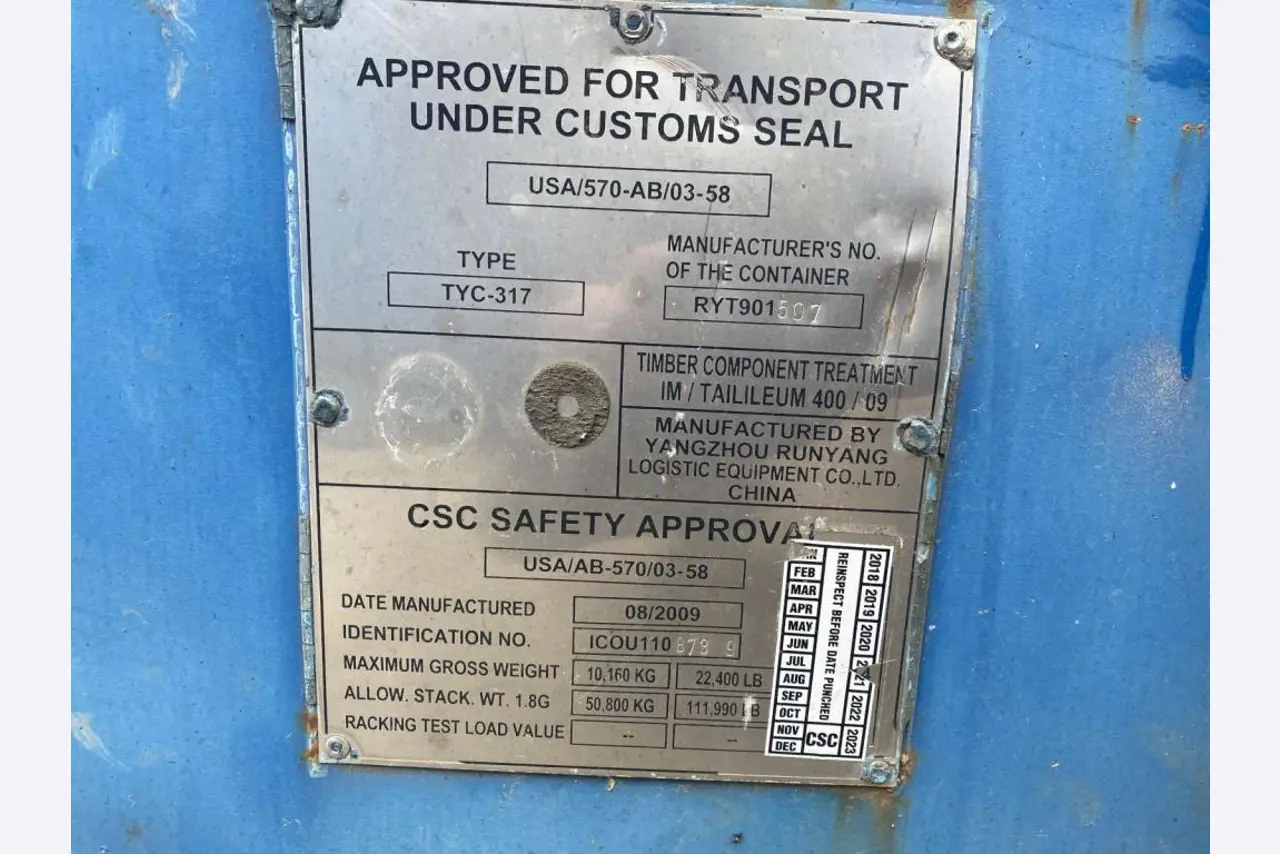 APPROVED FOR TRANSPORT
UNDER CUSTOMS SEAL
USA/570-AB/03-58
TYPE
TYC-317
MANUFACTURER'S NO.
OF THE CONTAINER
RYT901507
TIMBER COMPONENT TREATMENT
IM / TAILILEUM 400 / 09
MANUFACTURED BY
YANGZHOU RUNYANG
LOGISTIC EQUIPMENT CO.,LTD.
CHINA
CSC SAFETY APPROVAL
USA/AB-570/03-58
DATE MANUFACTURED 08/2009
IDENTIFICATION NO. ICOU110 878 9
MAXIMUM GROSS WEIGHT 10,160 KG 22,400 LB
ALLOW. STACK. WT. 1.8G 50,800 KG 111,990 LB
RACKING TEST LOAD VALUE -- --
FEB
MAR
APR
MAY
JUN
JUL
AUG
SEP
OCT
NOV
DEC
REINSPECT BEFORE DATE PUNCHED
CSC
2018 2019 2020 2021 2022 2023